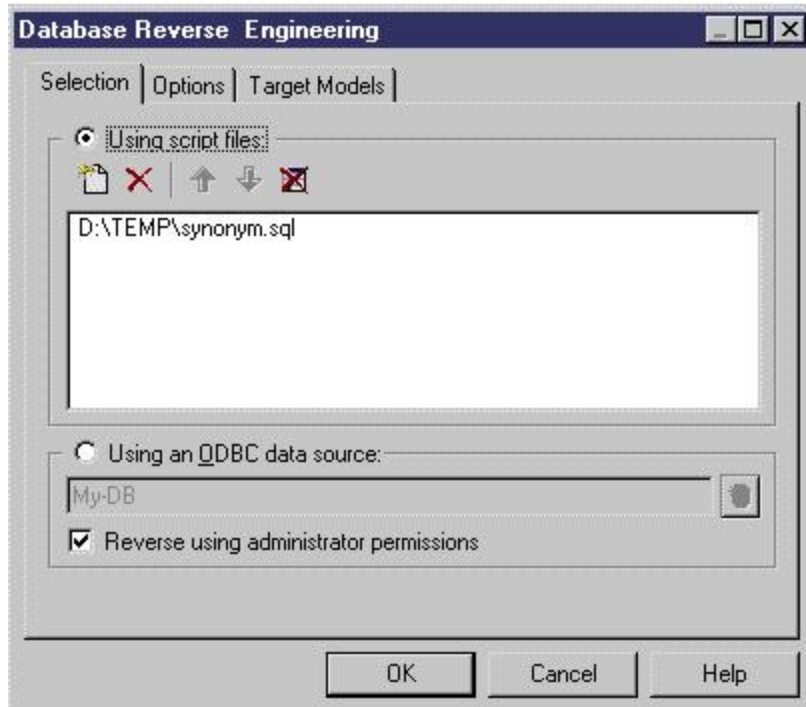 Database Reverse Engineering
Selection Options Target Models
Using script files:
D:\TEMP\synonym.sql
Using an ODBC data source:
My-DB
Reverse using administrator permissions
OK Cancel Help